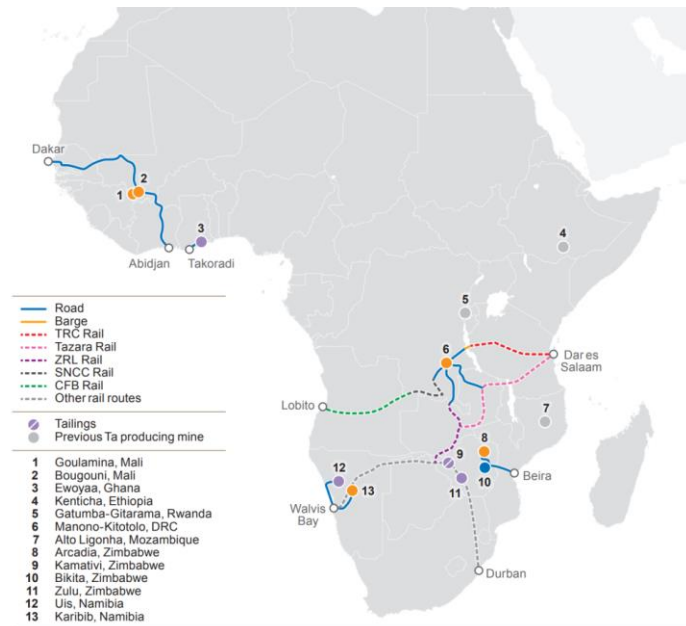 Dakar
2
1
3
Abidjan
Takoradi
4
5
6
Dar es
Salaam
Lobito
7
8
9
12
10
Beira
13
11
Walvis
Bay
Durban
Road
Barge
TRC Rail
Tazara Rail
ZRL Rail
SNCC Rail
CFB Rail
Other rail routes
Tailings
Previous Ta producing mine
1 Goulamina, Mali
2 Bougouni, Mali
3 Ewoyaa, Ghana
4 Kenticha, Ethiopia
5 Gatumba-Gitarama, Rwanda
6 Manono-Kitotolo, DRC
7 Alto Ligonha, Mozambique
8 Arcadia, Zimbabwe
9 Kamativi, Zimbabwe
10 Bikita, Zimbabwe
11 Zulu, Zimbabwe
12 Uis, Namibia
13 Karibib, Namibia